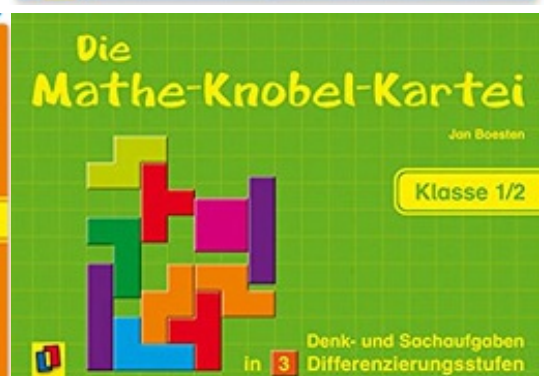 Die
Mathe-Knobel-Kartei
Jan Boesten
Klasse 1/2
Denk- und Sachaufgaben
in 3 Differenzierungsstufen